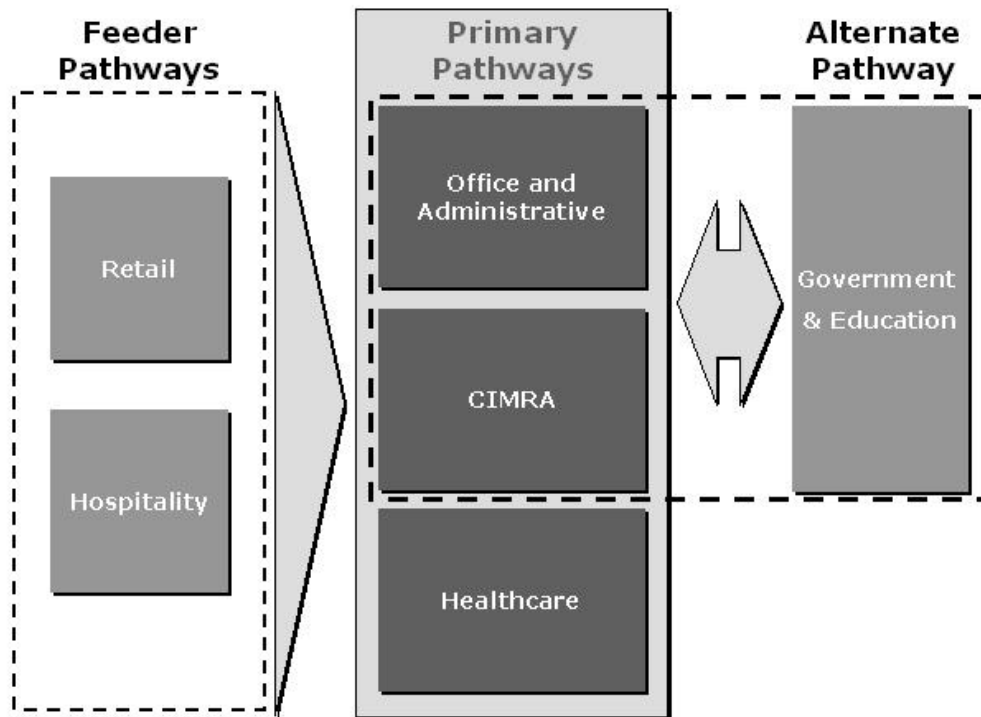 Feeder
Pathways
Retail
Hospitality
Primary
Pathways
Office and
Administrative
CIMRA
Healthcare
Alternate
Pathway
Government
& Education